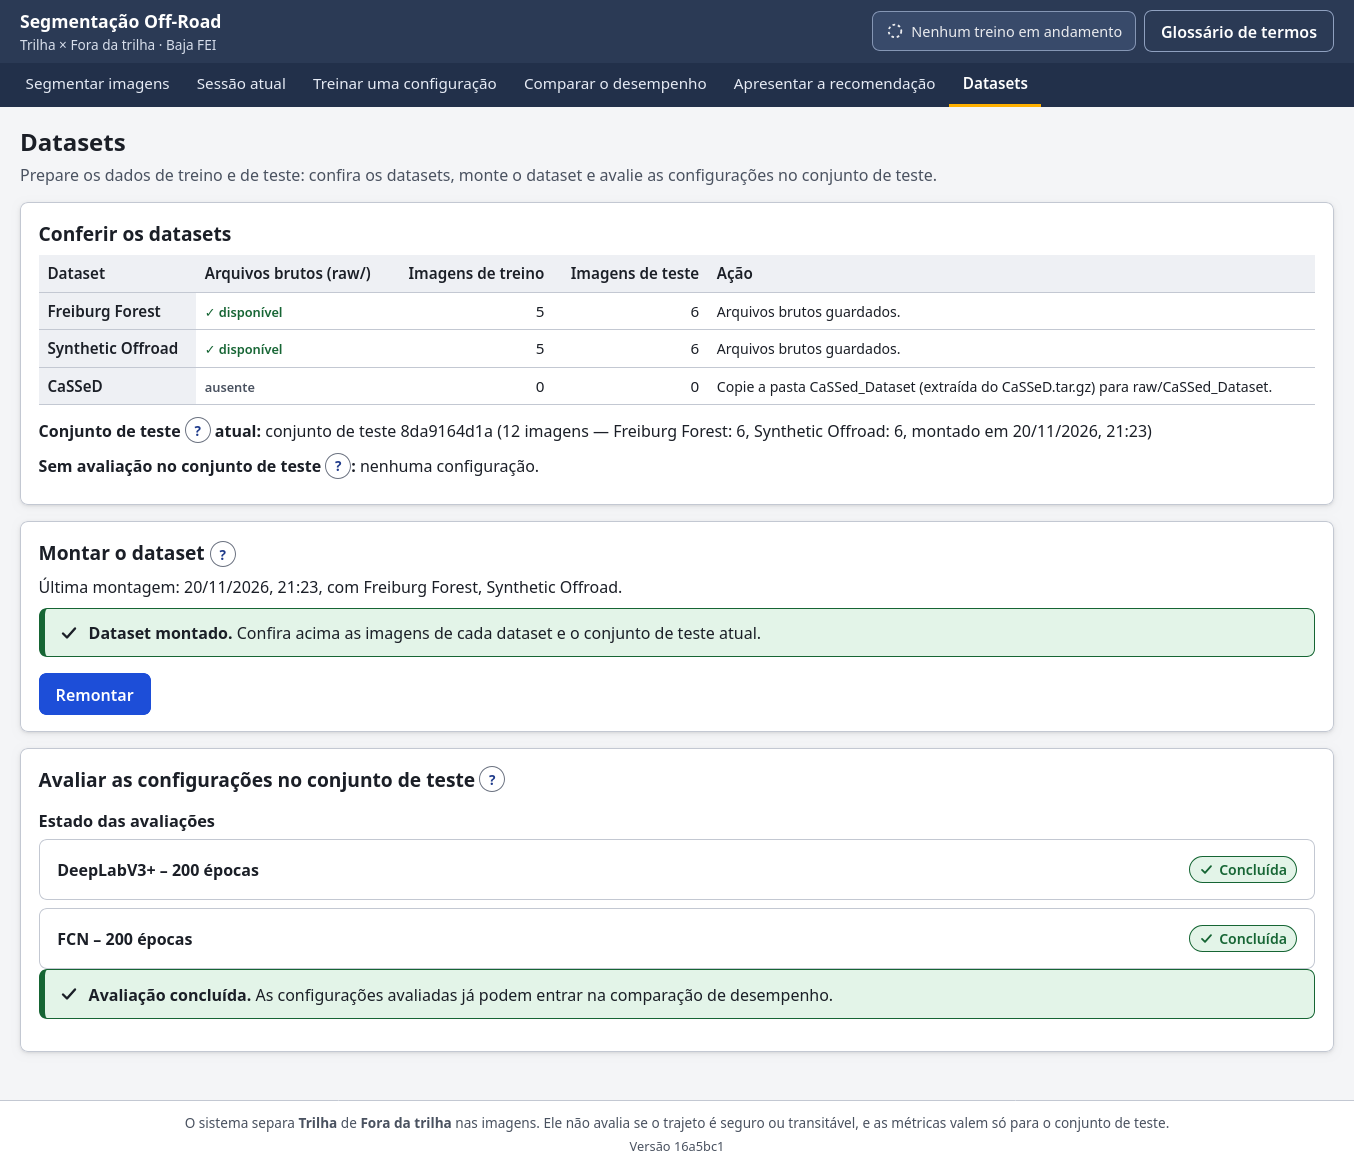 Segmentação Off-Road
Trilha × Fora da trilha · Baja FEI
Nenhum treino em andamento
Glossário de termos
Segmentar imagens
Sessão atual
Treinar uma configuração
Comparar o desempenho
Apresentar a recomendação
Datasets
Datasets
Prepare os dados de treino e de teste: confira os datasets, monte o dataset e avalie as configurações no conjunto de teste.
Conferir os datasets
Dataset Arquivos brutos (raw/) Imagens de treino Imagens de teste Ação
Freiburg Forest ✓ disponível 5 6 Arquivos brutos guardados.
Synthetic Offroad ✓ disponível 5 6 Arquivos brutos guardados.
CaSSeD ausente 0 0 Copie a pasta CaSSed_Dataset (extraída do CaSSeD.tar.gz) para raw/CaSSed_Dataset.
Conjunto de teste ? atual: conjunto de teste 8da9164d1a (12 imagens — Freiburg Forest: 6, Synthetic Offroad: 6, montado em 20/11/2026, 21:23)
Sem avaliação no conjunto de teste ? : nenhuma configuração.
Montar o dataset ?
Última montagem: 20/11/2026, 21:23, com Freiburg Forest, Synthetic Offroad.
Dataset montado. Confira acima as imagens de cada dataset e o conjunto de teste atual.
Remontar
Avaliar as configurações no conjunto de teste ?
Estado das avaliações
DeepLabV3+ – 200 épocas ✓ Concluída
FCN – 200 épocas ✓ Concluída
Avaliação concluída. As configurações avaliadas já podem entrar na comparação de desempenho.
O sistema separa Trilha de Fora da trilha nas imagens. Ele não avalia se o trajeto é seguro ou transitável, e as métricas valem só para o conjunto de teste.
Versão 16a5bc1